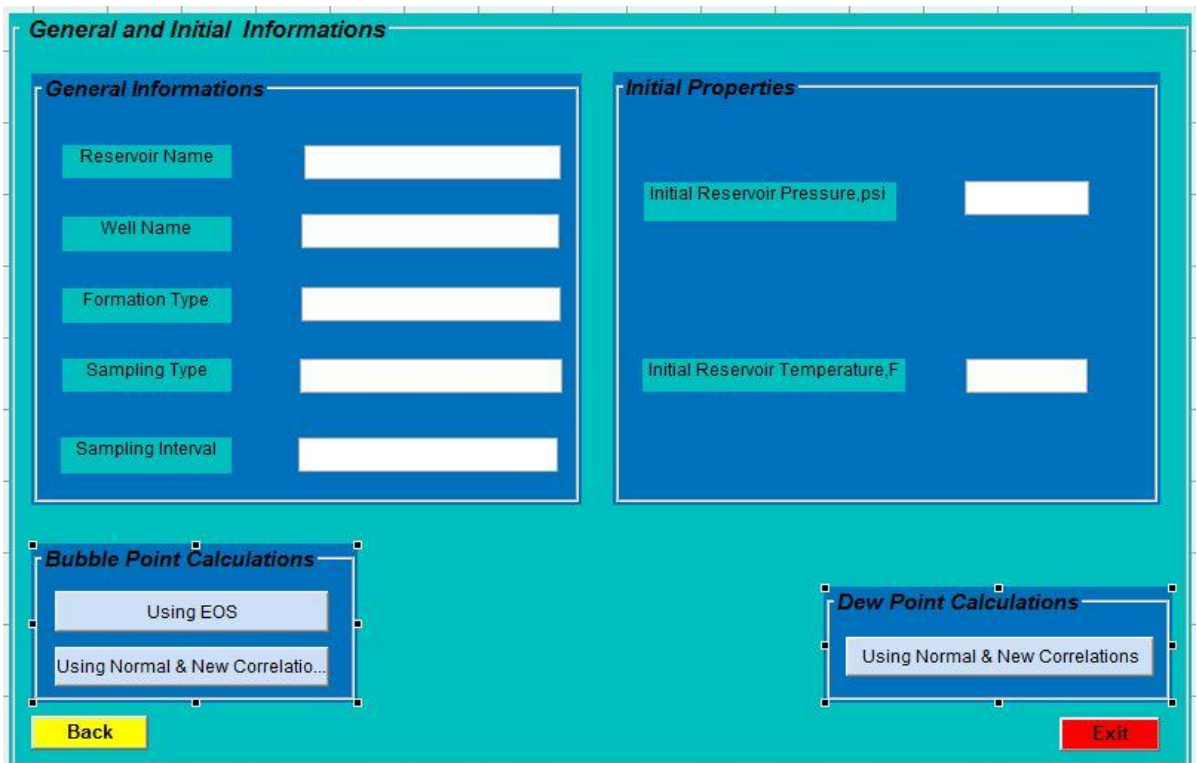 General and Initial  Informations
General Informations
Reservoir Name
Well Name
Formation Type
Sampling Type
Sampling Interval
Initial Properties
Initial Reservoir Pressure,psi
Initial Reservoir Temperature,F
Bubble Point Calculations
Using EOS
Using Normal & New Correlatio...
Dew Point Calculations
Using Normal & New Correlations
Back
Exit